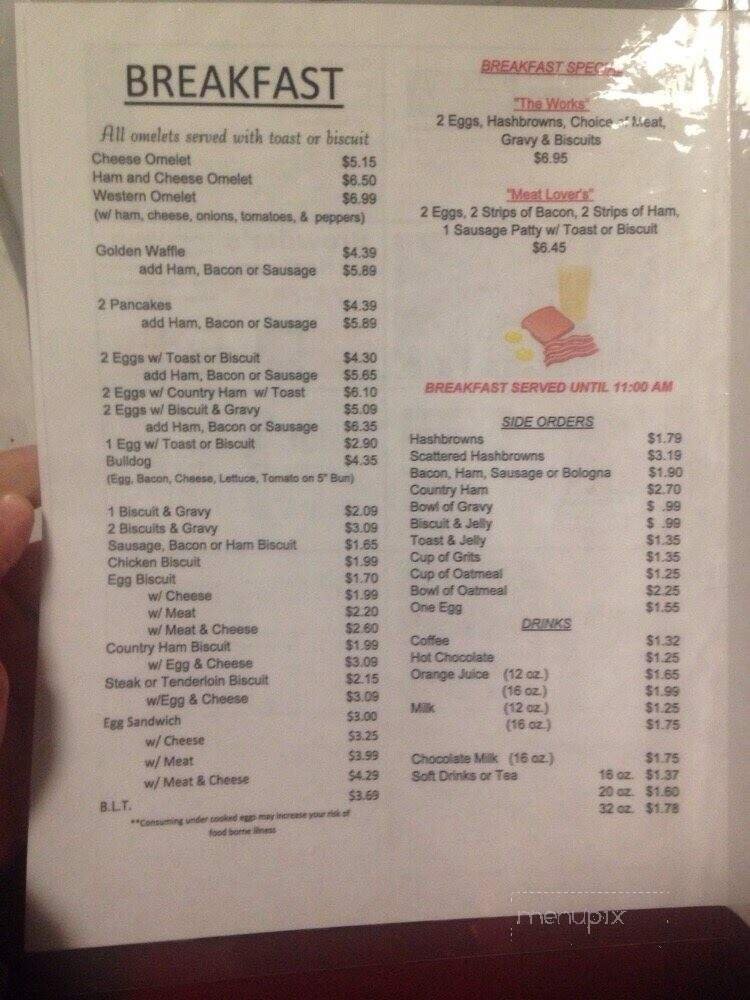 BREAKFAST
All omelets served with toast or biscuit
Cheese Omelet $5.15
Ham and Cheese Omelet $6.50
Western Omelet $6.99
(w/ ham, cheese, onions, tomatoes, & peppers)
Golden Waffle $4.39
add Ham, Bacon or Sausage $5.89
2 Pancakes $4.39
add Ham, Bacon or Sausage $5.89
2 Eggs w/ Toast or Biscuit $4.30
add Ham, Bacon or Sausage $5.65
2 Eggs w/ Country Ham w/ Toast $6.10
2 Eggs w/ Biscuit & Gravy $5.09
add Ham, Bacon or Sausage $6.35
1 Egg w/ Toast or Biscuit $2.90
Bulldog $4.35
(Egg, Bacon, Cheese, Lettuce, Tomato on 5" Bun)
1 Biscuit & Gravy $2.09
2 Biscuits & Gravy $3.09
Sausage, Bacon or Ham Biscuit $1.65
Chicken Biscuit $1.99
Egg Biscuit $1.70
w/ Cheese $1.99
w/ Meat $2.20
w/ Meat & Cheese $2.60
Country Ham Biscuit $1.99
w/ Egg & Cheese $3.09
Steak or Tenderloin Biscuit $2.15
w/Egg & Cheese $3.09
Egg Sandwich $3.00
w/ Cheese $3.25
w/ Meat $3.99
w/ Meat & Cheese $4.29
B.L.T. $3.69
**Consuming under cooked eggs may increase your risk of
food borne illness
BREAKFAST
"The Works"
2 Eggs, Hashbrowns, Choice of Meat,
Gravy & Biscuits
$6.95
"Meat Lover's"
2 Eggs, 2 Strips of Bacon, 2 Strips of Ham,
1 Sausage Patty w/ Toast or Biscuit
$6.45
BREAKFAST SERVED UNTIL 11:00 AM
SIDE ORDERS
Hashbrowns $1.79
Scattered Hashbrowns $3.19
Bacon, Ham, Sausage or Bologna $1.90
Country Ham $2.70
Bowl of Gravy $ .99
Biscuit & Jelly $ .99
Toast & Jelly $1.35
Cup of Grits $1.35
Cup of Oatmeal $1.25
Bowl of Oatmeal $2.25
One Egg $1.55
DRINKS
Coffee $1.32
Hot Chocolate $1.25
Orange Juice (12 oz.) $1.65
(16 oz.) $1.99
Milk (12 oz.) $1.25
(16 oz.) $1.75
Chocolate Milk (16 oz.) $1.75
Soft Drinks or Tea 16 oz. $1.37
20 oz. $1.60
32 oz. $1.78
menupix